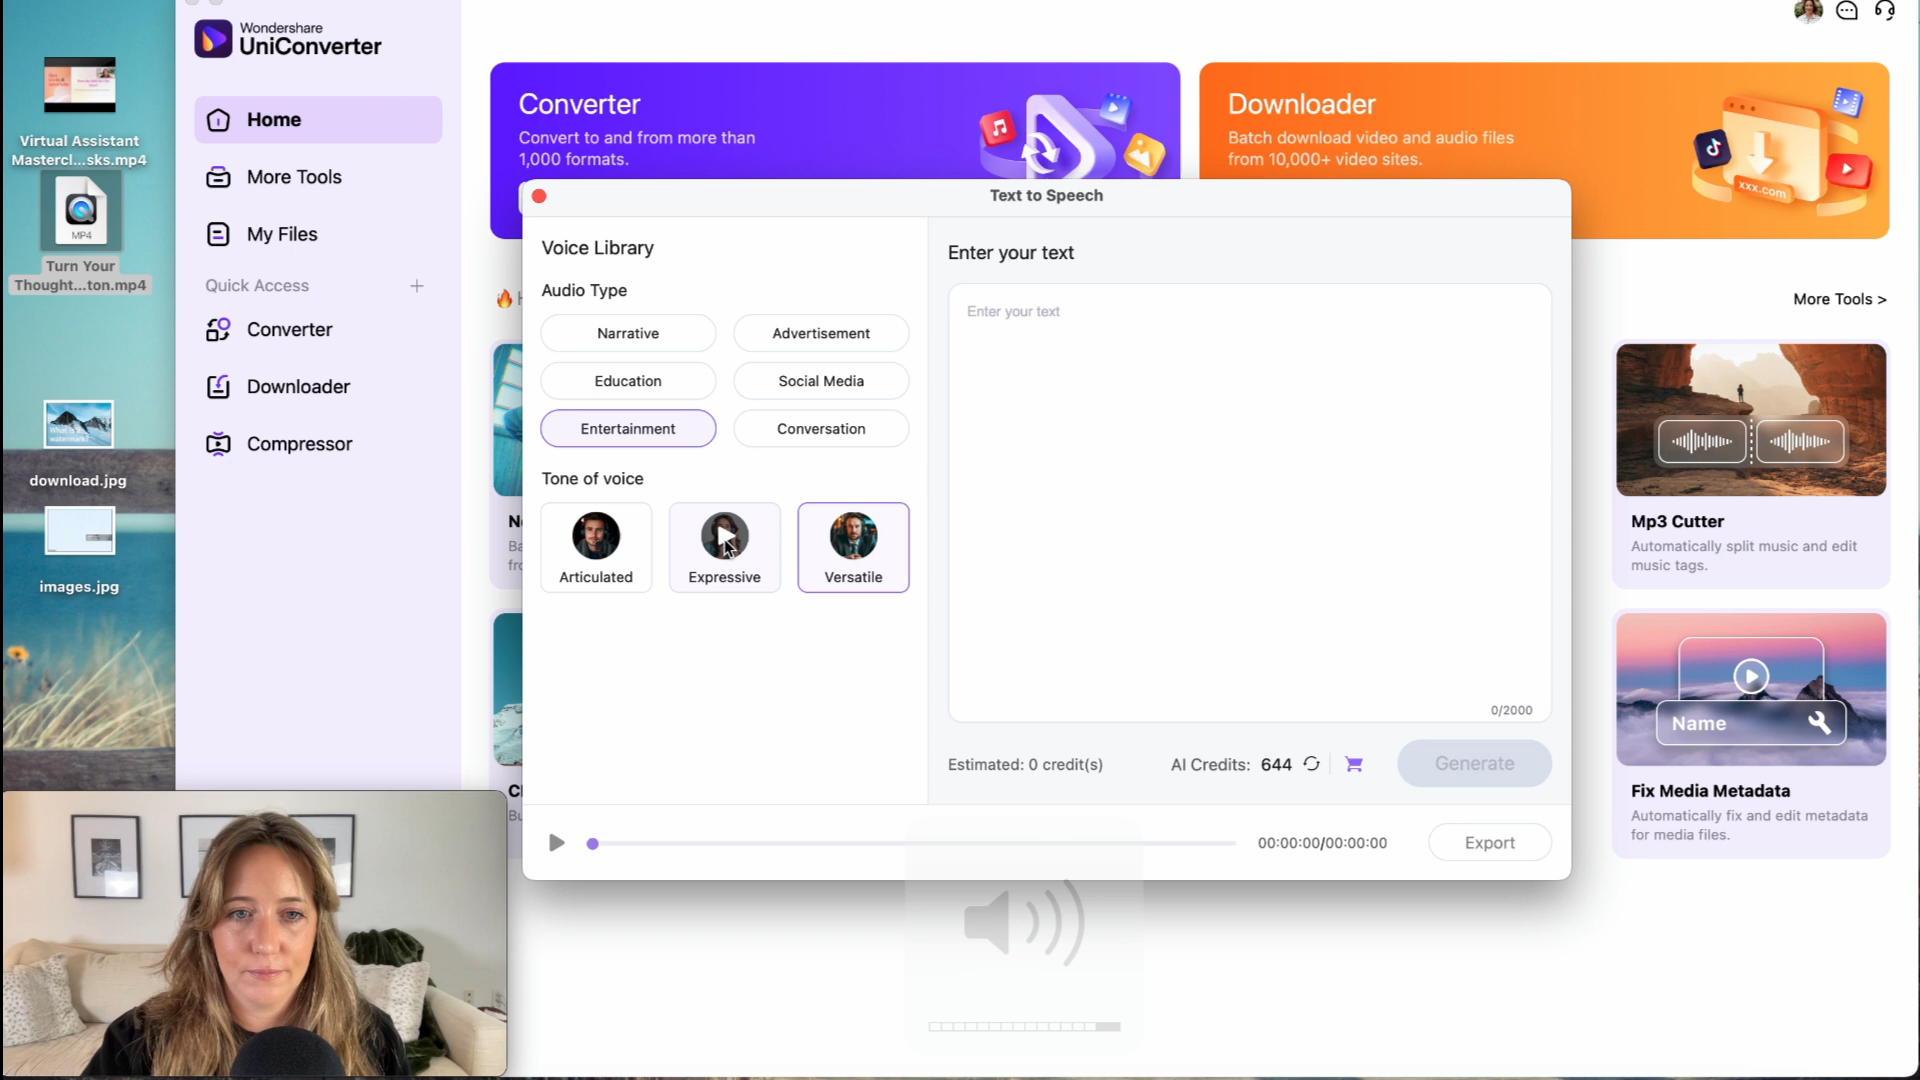 Wondershare
UniConverter
Home
More Tools
My Files
Quick Access
Converter
Downloader
Compressor
Virtual Assistant
Mastercl...sks.mp4
MP4
Turn Your
Thought...ton.mp4
download.jpg
images.jpg
Converter
Convert to and from more than
1,000 formats.
Downloader
Batch download video and audio files
from 10,000+ video sites.
xxx.com
More Tools >
Text to Speech
Voice Library
Audio Type
Narrative
Advertisement
Education
Social Media
Entertainment
Conversation
Tone of voice
Articulated
Expressive
Versatile
Enter your text
Enter your text
0/2000
Estimated: 0 credit(s)
AI Credits: 644
Generate
00:00:00/00:00:00
Export
Mp3 Cutter
Automatically split music and edit
music tags.
Name
Fix Media Metadata
Automatically fix and edit metadata
for media files.